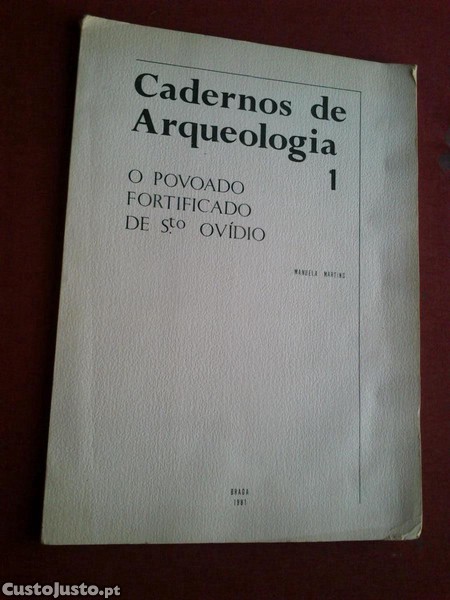 Cadernos de
Arqueologia
1
O POVOADO
FORTIFICADO
DE S.to OVÍDIO
MANUELA MARTINS
BRAGA
1981
CustoJusto.pt